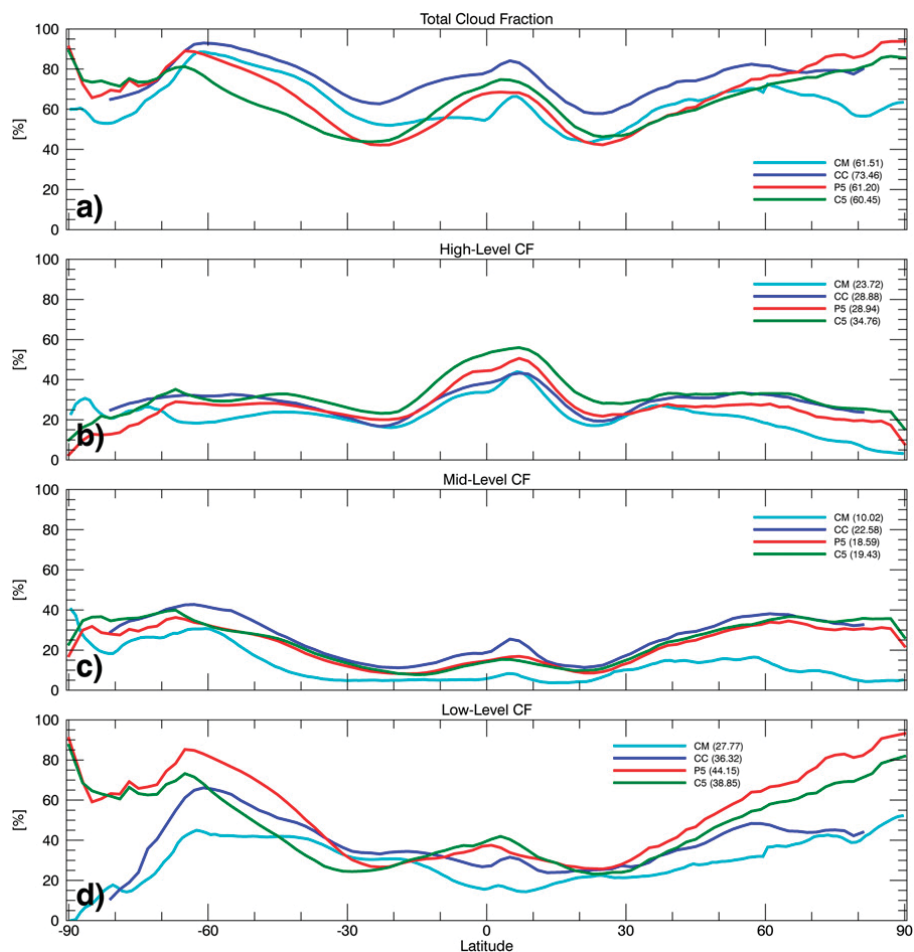 Total Cloud Fraction
100
80
60
40
20
0
[%]
a)
CM (61.51)
CC (73.46)
P5 (61.20)
C5 (60.45)
High-Level CF
100
80
60
40
20
0
[%]
b)
CM (23.72)
CC (28.88)
P5 (28.94)
C5 (34.76)
Mid-Level CF
100
80
60
40
20
0
[%]
c)
CM (10.02)
CC (22.58)
P5 (18.59)
C5 (19.43)
Low-Level CF
100
80
60
40
20
0
[%]
d)
CM (27.77)
CC (36.32)
P5 (44.15)
C5 (38.85)
-90 -60 -30 0 30 60 90
Latitude